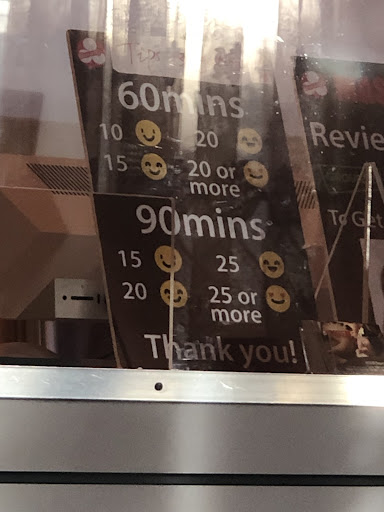 Tips
60mins
10 20
15 20 or
more
90mins
15 25
20 25 or
more
Thank you!
Revie
To Get